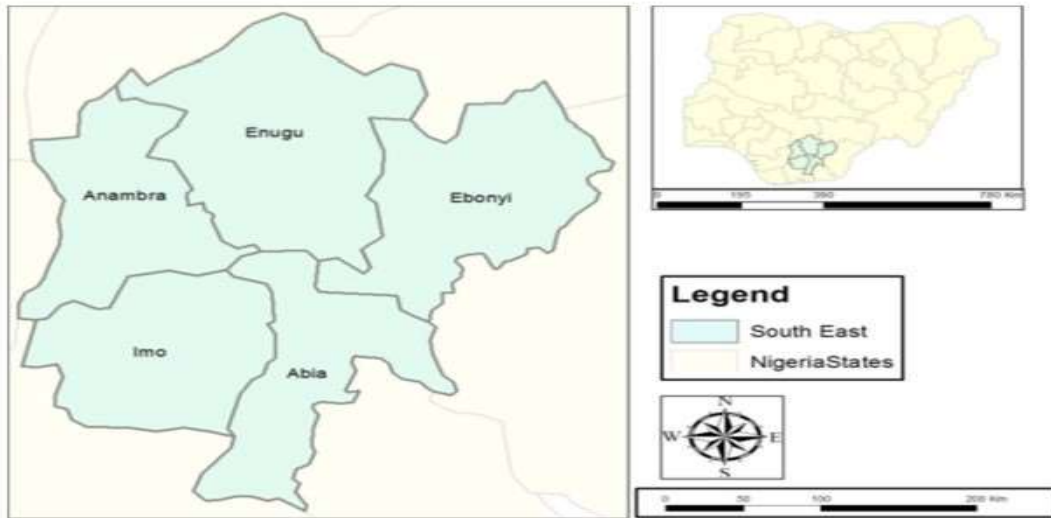 Enugu
Anambra
Ebonyi
Imo
Abia
0 195 390 780 Km
Legend
South East
NigeriaStates
N
W E
S
0 50 100 200 Km